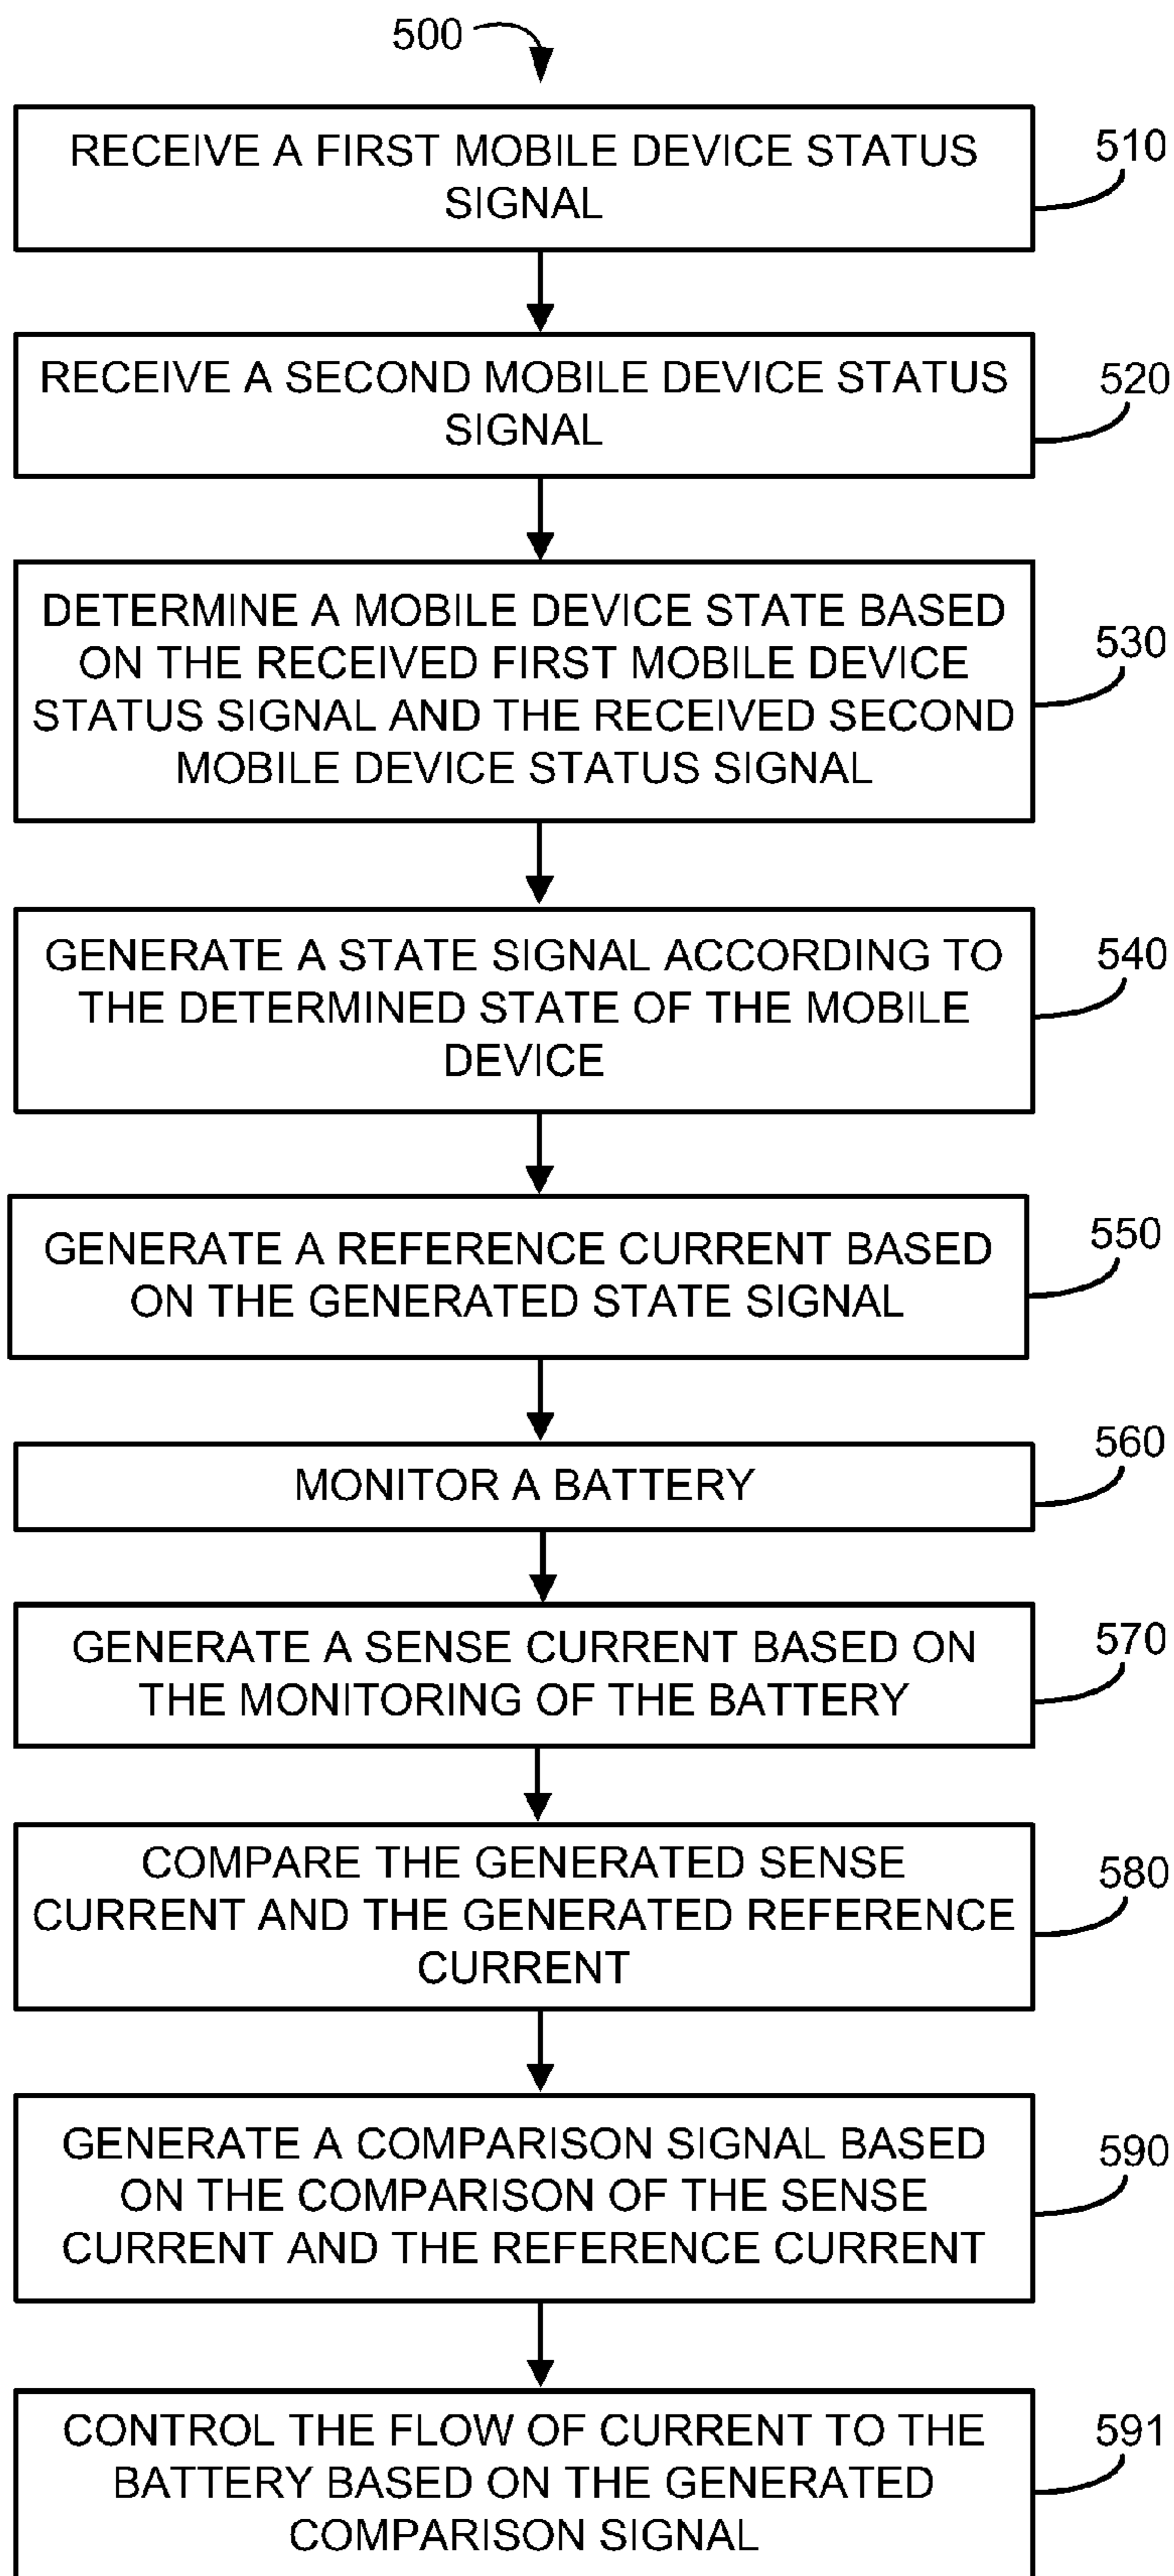 500
RECEIVE A FIRST MOBILE DEVICE STATUS
SIGNAL
510
RECEIVE A SECOND MOBILE DEVICE STATUS
SIGNAL
520
DETERMINE A MOBILE DEVICE STATE BASED
ON THE RECEIVED FIRST MOBILE DEVICE
STATUS SIGNAL AND THE RECEIVED SECOND
MOBILE DEVICE STATUS SIGNAL
530
GENERATE A STATE SIGNAL ACCORDING TO
THE DETERMINED STATE OF THE MOBILE
DEVICE
540
GENERATE A REFERENCE CURRENT BASED
ON THE GENERATED STATE SIGNAL
550
MONITOR A BATTERY
560
GENERATE A SENSE CURRENT BASED ON
THE MONITORING OF THE BATTERY
570
COMPARE THE GENERATED SENSE
CURRENT AND THE GENERATED REFERENCE
CURRENT
580
GENERATE A COMPARISON SIGNAL BASED
ON THE COMPARISON OF THE SENSE
CURRENT AND THE REFERENCE CURRENT
590
CONTROL THE FLOW OF CURRENT TO THE
BATTERY BASED ON THE GENERATED
COMPARISON SIGNAL
591